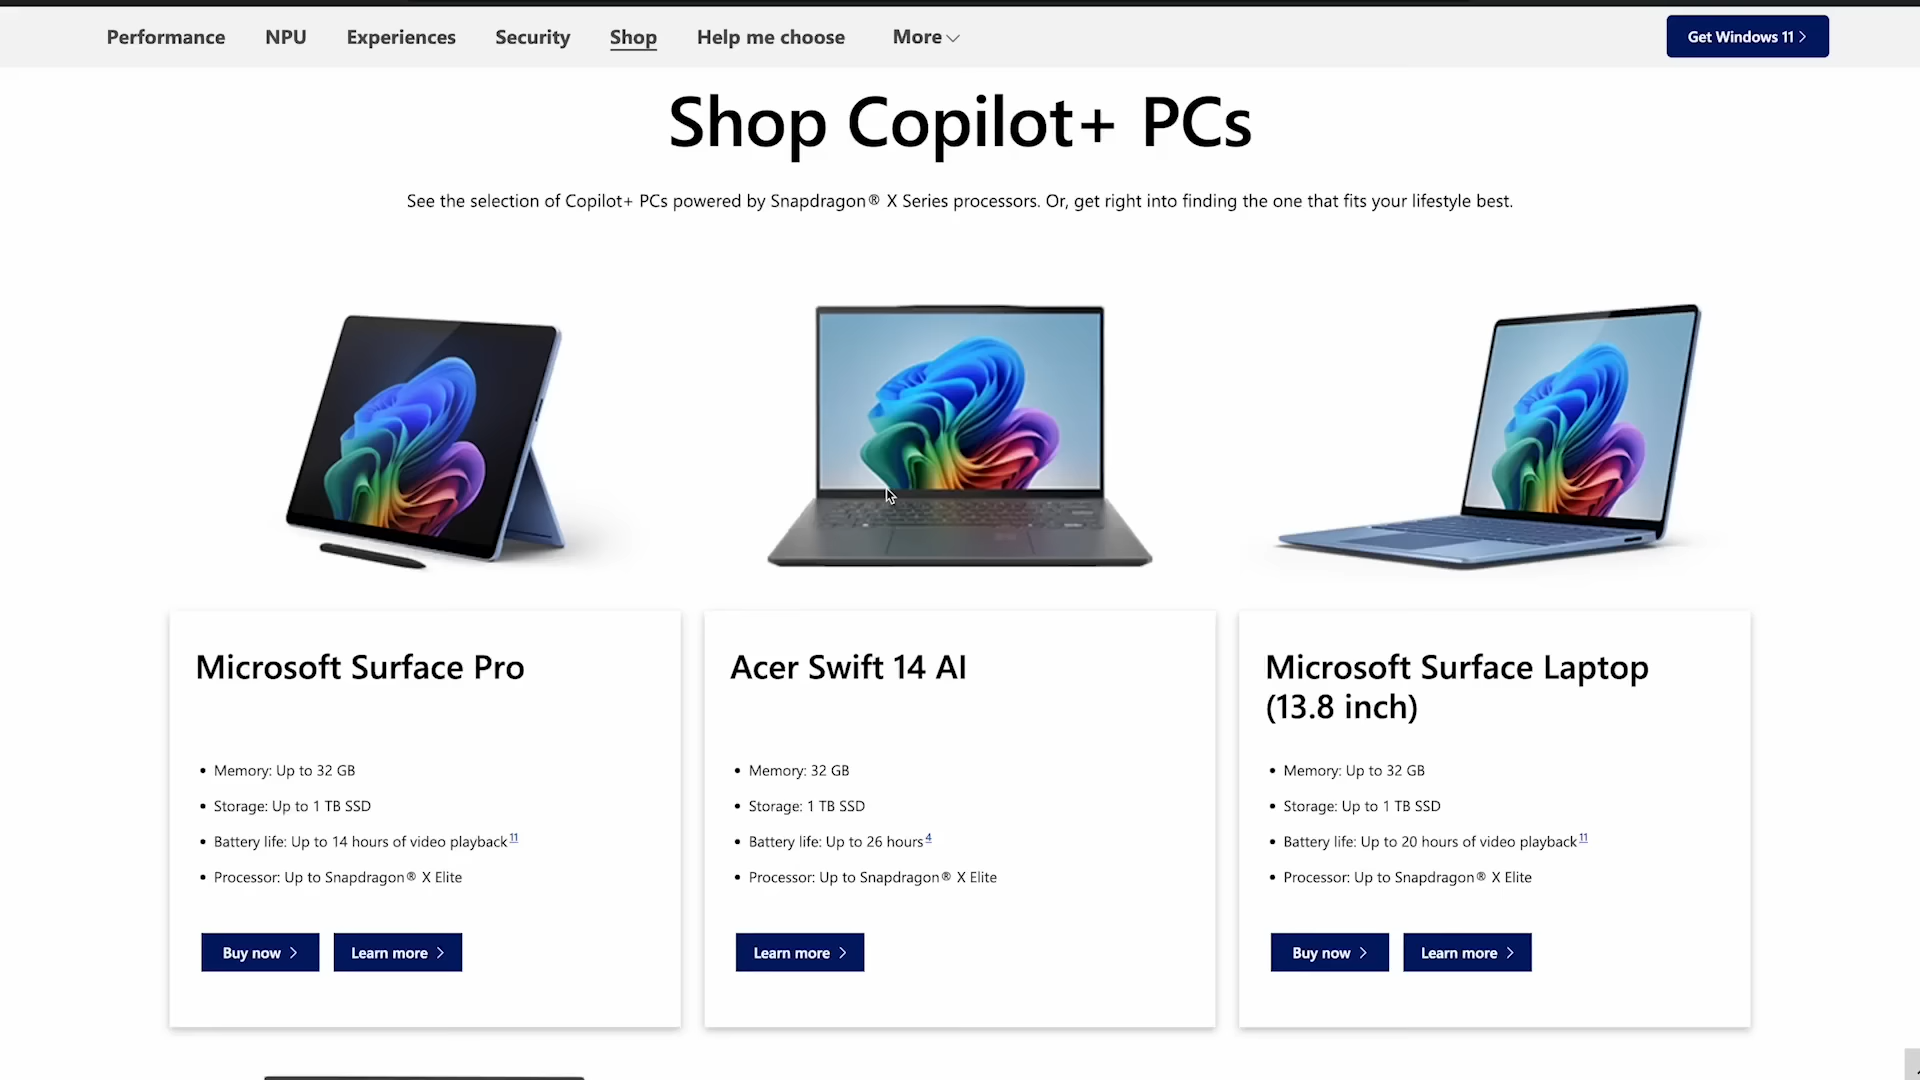 Performance NPU Experiences Security Shop Help me choose More Get Windows 11
Shop Copilot+ PCs
See the selection of Copilot+ PCs powered by Snapdragon® X Series processors. Or, get right into finding the one that fits your lifestyle best.
Microsoft Surface Pro
• Memory: Up to 32 GB
• Storage: Up to 1 TB SSD
• Battery life: Up to 14 hours of video playback 11
• Processor: Up to Snapdragon® X Elite
Buy now Learn more
Acer Swift 14 AI
• Memory: 32 GB
• Storage: 1 TB SSD
• Battery life: Up to 26 hours 4
• Processor: Up to Snapdragon® X Elite
Learn more
Microsoft Surface Laptop
(13.8 inch)
• Memory: Up to 32 GB
• Storage: Up to 1 TB SSD
• Battery life: Up to 20 hours of video playback 11
• Processor: Up to Snapdragon® X Elite
Buy now Learn more